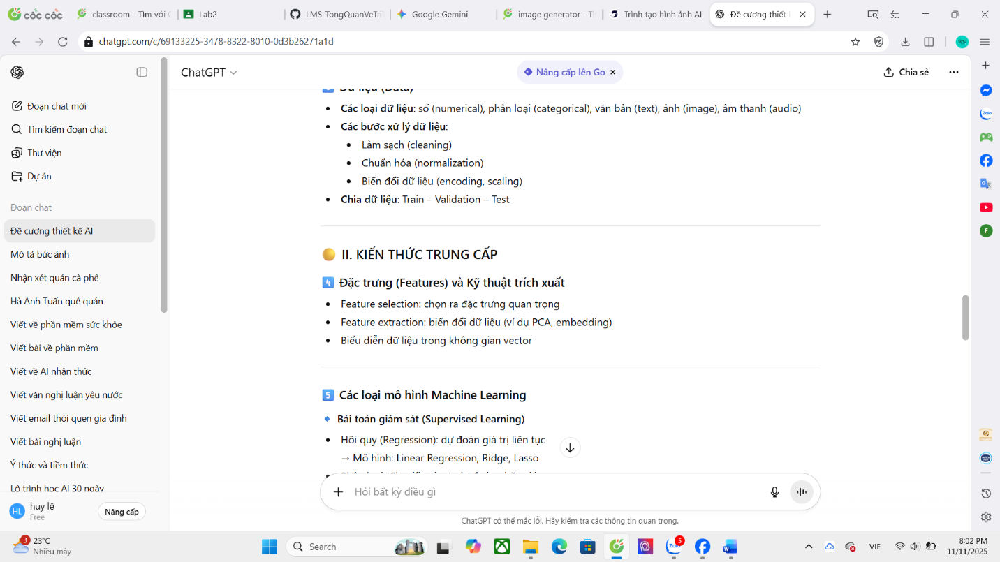 cốc cốc
classroom - Tìm với C
Lab2
LMS-TongQuanVeTri
Google Gemini
image generator - Tì
Trình tạo hình ảnh AI
Đề cương thiết
chatgpt.com/c/69133225-3478-8322-8010-0d3b26271a1d
ChatGPT
Nâng cấp lên Go
Chia sẻ
Đoạn chat mới
Tìm kiếm đoạn chat
Thư viện
Dự án
Đoạn chat
Đề cương thiết kế AI
Mô tả bức ảnh
Nhận xét quán cà phê
Hà Anh Tuấn quê quán
Viết về phần mềm sức khỏe
Viết bài về phần mềm
Viết về AI nhận thức
Viết văn nghị luận yêu nước
Viết email thói quen gia đình
Viết bài nghị luận
Ý thức và tiềm thức
Lộ trình học AI 30 ngày
HL
huy lê
Free
Nâng cấp
Dữ liệu (Data)
Các loại dữ liệu: số (numerical), phân loại (categorical), văn bản (text), ảnh (image), âm thanh (audio)
Các bước xử lý dữ liệu:
Làm sạch (cleaning)
Chuẩn hóa (normalization)
Biến đổi dữ liệu (encoding, scaling)
Chia dữ liệu: Train – Validation – Test
II. KIẾN THỨC TRUNG CẤP
4 Đặc trưng (Features) và Kỹ thuật trích xuất
Feature selection: chọn ra đặc trưng quan trọng
Feature extraction: biến đổi dữ liệu (ví dụ PCA, embedding)
Biểu diễn dữ liệu trong không gian vector
5 Các loại mô hình Machine Learning
Bài toán giám sát (Supervised Learning)
Hồi quy (Regression): dự đoán giá trị liên tục
→ Mô hình: Linear Regression, Ridge, Lasso
Hỏi bất kỳ điều gì
ChatGPT có thể mắc lỗi. Hãy kiểm tra các thông tin quan trọng.
Zalo
F
3
23°C
Nhiều mây
Search
Zalo
5
VIE
8:02 PM
11/11/2025